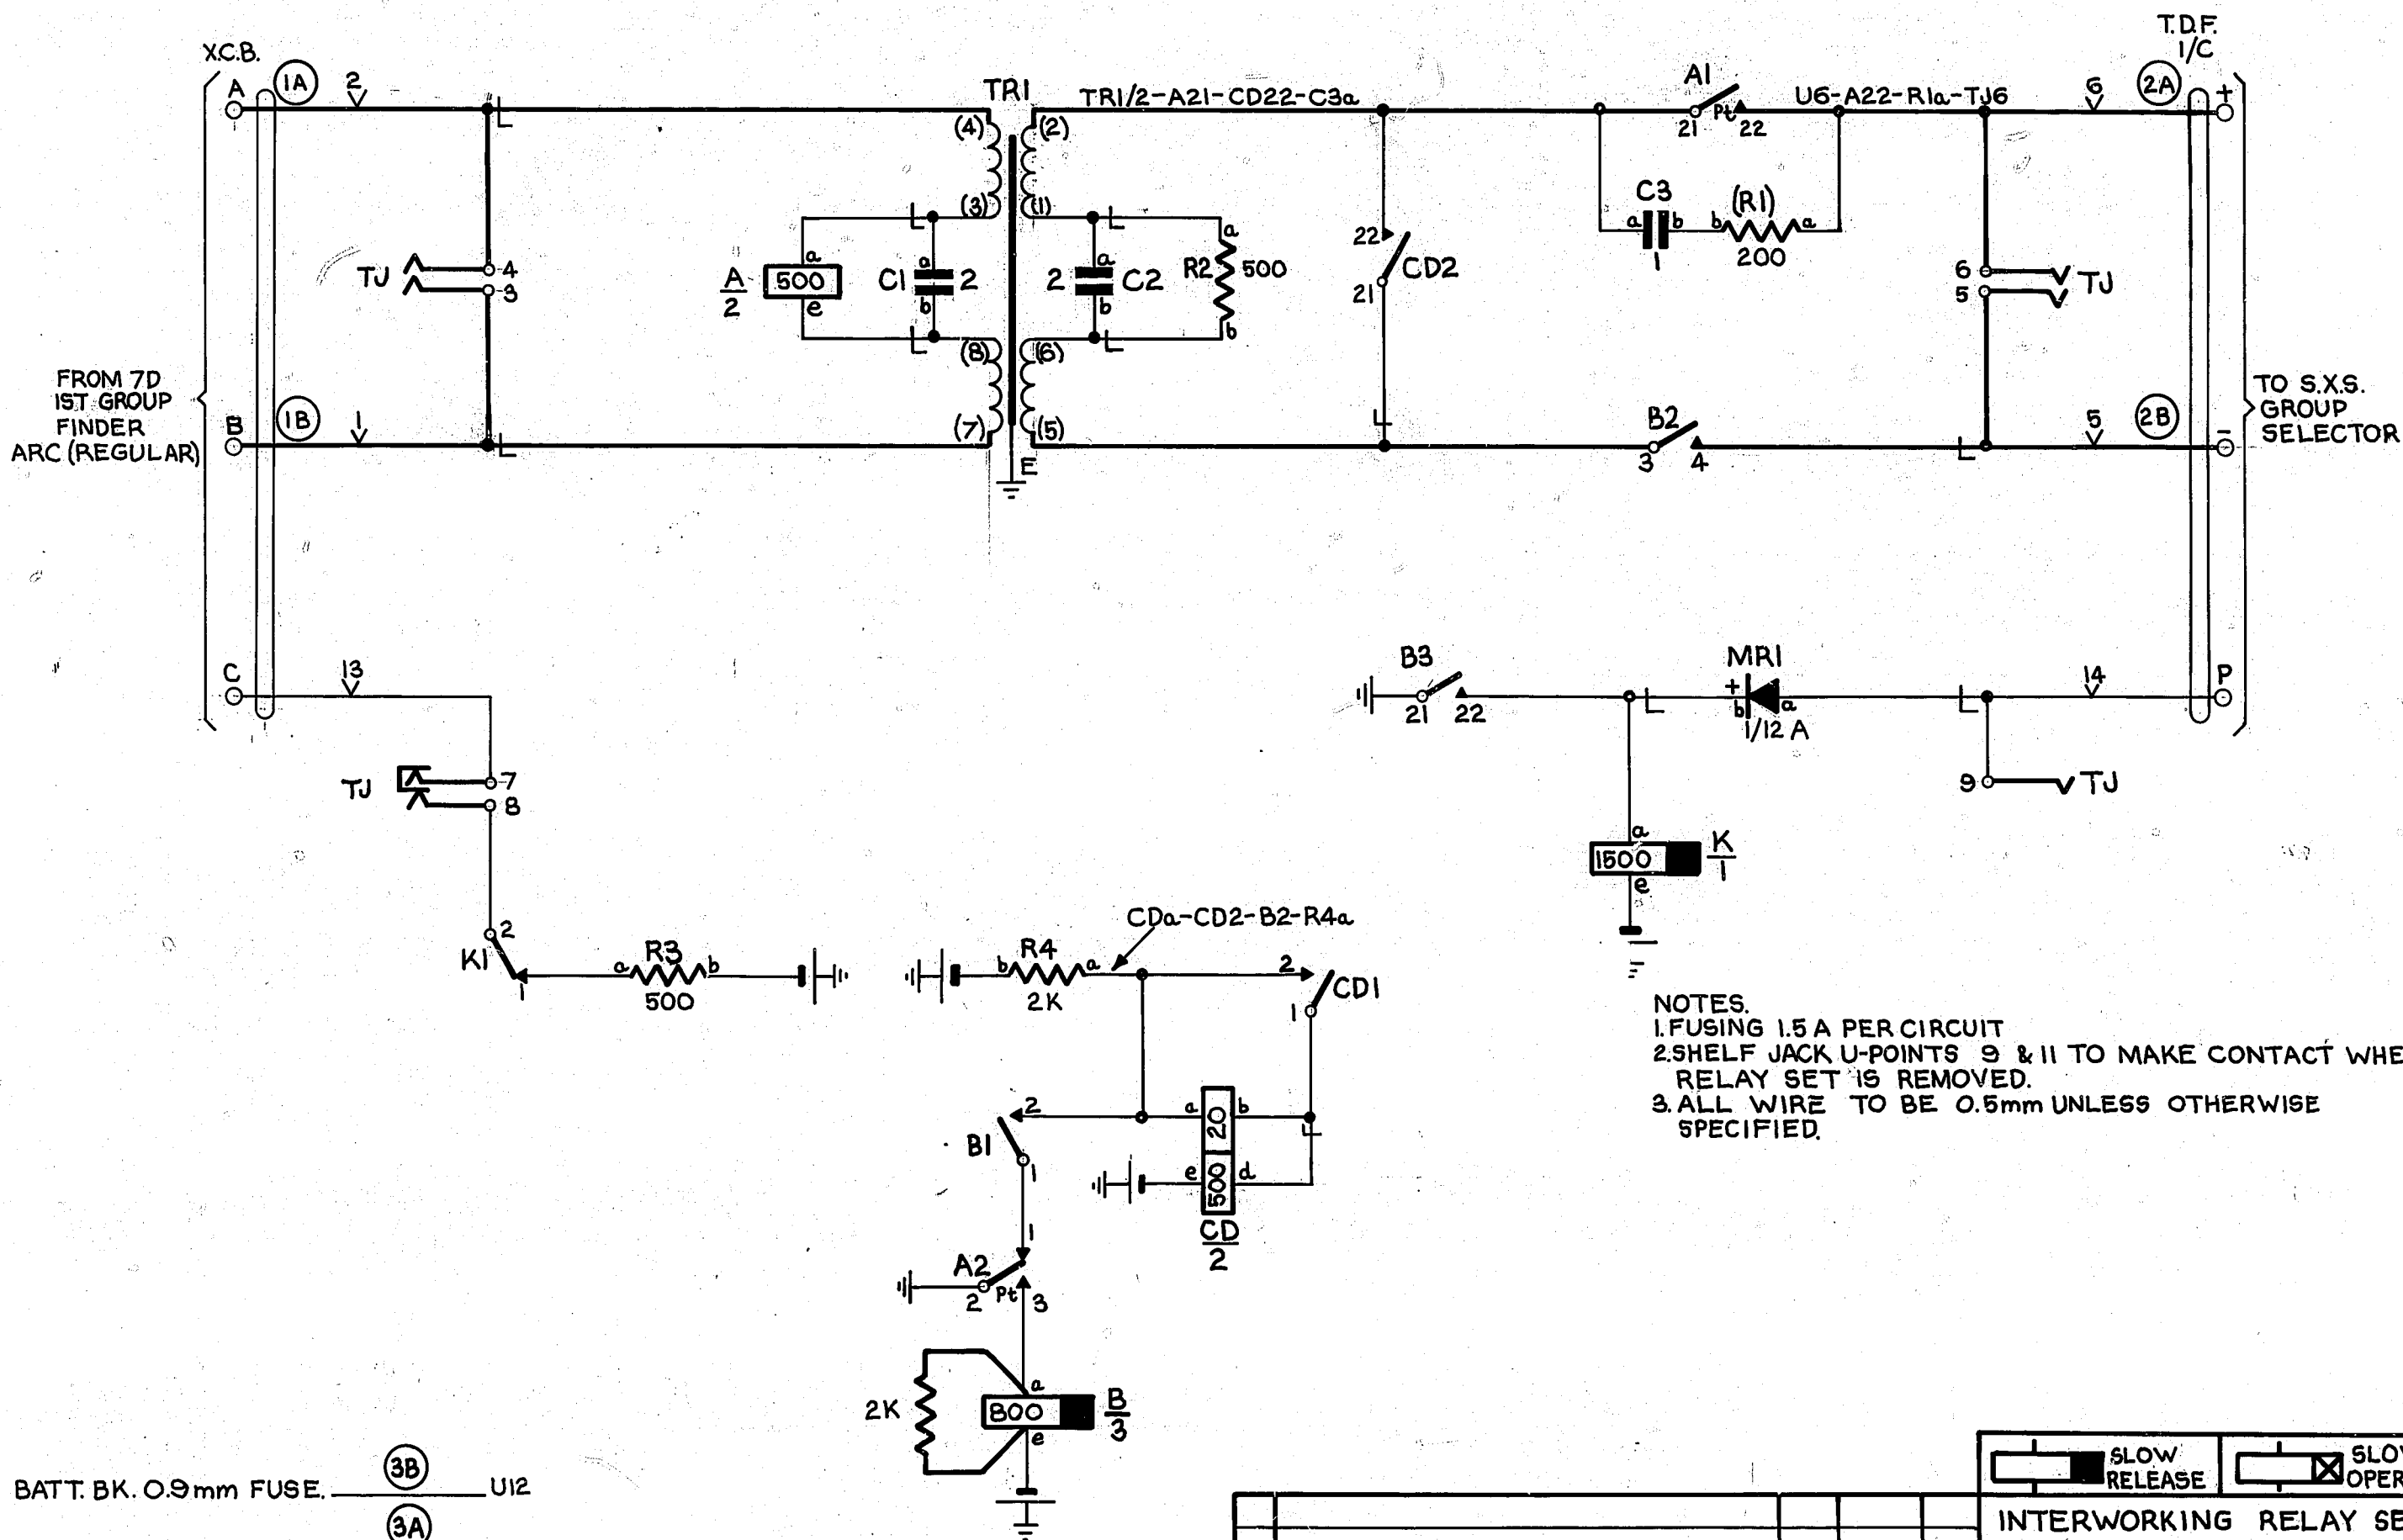 X.C.B.
T.D.F.
I/C
A
1A
2
TR1
TR1/2-A21-CD22-C3a
A1
21
Pt
22
U6-A22-R1a-TJ6
6
2A
+
(4)
(2)
(3)
(1)
C3
a
b
1
(R1)
b
a
200
TJ
4
3
A
2
a
500
e
C1
a
b
2
2
a
b
C2
R2
a
500
b
22
CD2
21
6
5
TJ
FROM 7D
1ST GROUP
FINDER
ARC (REGULAR)
B
1B
1
(8)
(7)
(6)
(5)
E
B2
3
4
5
2B
-
TO S.X.S.
GROUP
SELECTOR
C
13
B3
21
22
MR1
+
b
a
1/12 A
14
P
TJ
7
8
9
TJ
a
1500
e
K
1
K1
2
1
a
R3
b
500
CDa-CD2-B2-R4a
b
R4
a
2K
2
CD1
1
NOTES.
1. FUSING 1.5 A PER CIRCUIT
2. SHELF JACK U-POINTS 9 & 11 TO MAKE CONTACT WHE
RELAY SET IS REMOVED.
3. ALL WIRE TO BE 0.5mm UNLESS OTHERWISE
SPECIFIED.
2
B1
1
a
20
b
e
500
d
CD
2
1
A2
2
Pt
3
2K
a
800
e
B
3
BATT. BK. 0.9mm FUSE.
3B
U12
3A
SLOW
RELEASE
SLO
OPER
INTERWORKING RELAY SE